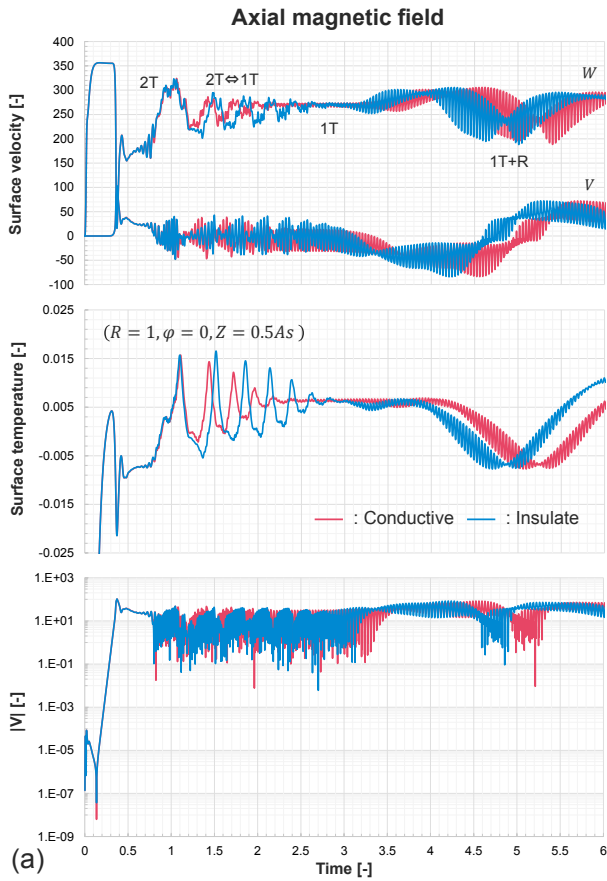 Axial magnetic field
Surface velocity [-]
400
350
300
250
200
150
100
50
0
-50
-100
2T
2T⇔1T
1T
1T+R
W
V
Surface temperature [-]
0.025
0.015
0.005
-0.005
-0.015
-0.025
(R = 1, φ = 0, Z = 0.5As )
: Conductive
: Insulate
|V| [-]
1.E+03
1.E+01
1.E-01
1.E-03
1.E-05
1.E-07
1.E-09
0 0.5 1 1.5 2 2.5 3 3.5 4 4.5 5 5.5 6
Time [-]
(a)